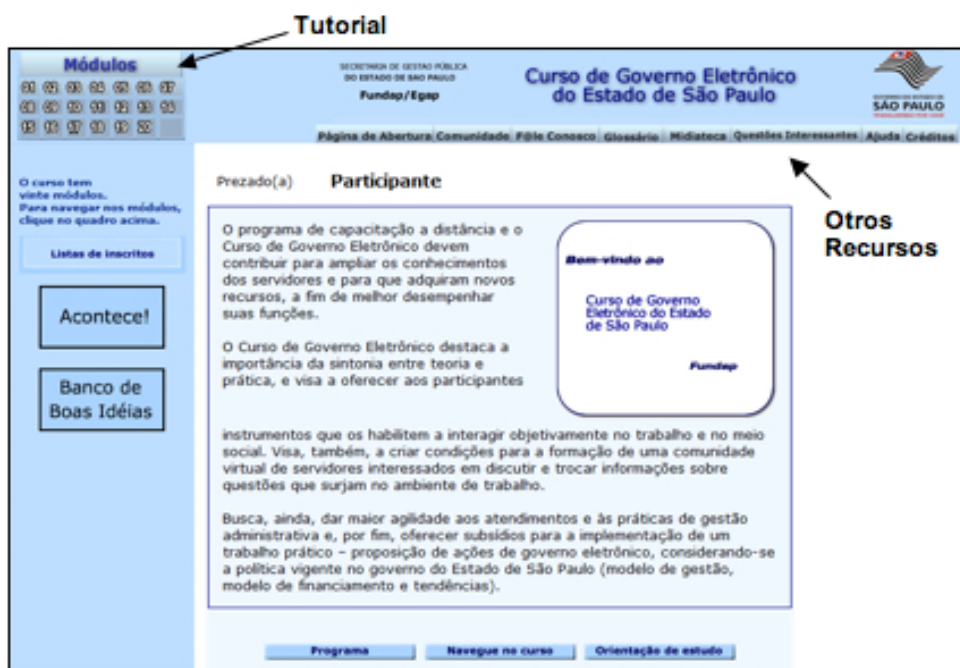 Tutorial
Módulos
01 02 03 04 05 06 07
08 09 10 11 12 13 14
15 16 17 18 19 20
SECRETARIA DE GESTÃO PÚBLICA
DO ESTADO DE SÃO PAULO
Fundap/Egap
Curso de Governo Eletrônico
do Estado de São Paulo
SÃO PAULO
Página de Abertura Comunidade F@le Conosco Glossário Midiateca Questões Interessantes Ajuda Créditos
O curso tem
vinte módulos.
Para navegar nos módulos,
clique no quadro acima.
Listas de inscritos
Acontece!
Banco de
Boas Idéias
Prezado(a) Participante
Otros
Recursos
O programa de capacitação a distância e o
Curso de Governo Eletrônico devem
contribuir para ampliar os conhecimentos
dos servidores e para que adquiram novos
recursos, a fim de melhor desempenhar
suas funções.
O Curso de Governo Eletrônico destaca a
importância da sintonia entre teoria e
prática, e visa a oferecer aos participantes
Bem-vindo ao
Curso de Governo
Eletrônico do Estado
de São Paulo
Fundap
instrumentos que os habilitem a interagir objetivamente no trabalho e no meio
social. Visa, também, a criar condições para a formação de uma comunidade
virtual de servidores interessados em discutir e trocar informações sobre
questões que surjam no ambiente de trabalho.
Busca, ainda, dar maior agilidade aos atendimentos e às práticas de gestão
administrativa e, por fim, oferecer subsídios para a implementação de um
trabalho prático – proposição de ações de governo eletrônico, considerando-se
a política vigente no governo do Estado de São Paulo (modelo de gestão,
modelo de financiamento e tendências).
Programa
Navegue no curso
Orientação de estudo